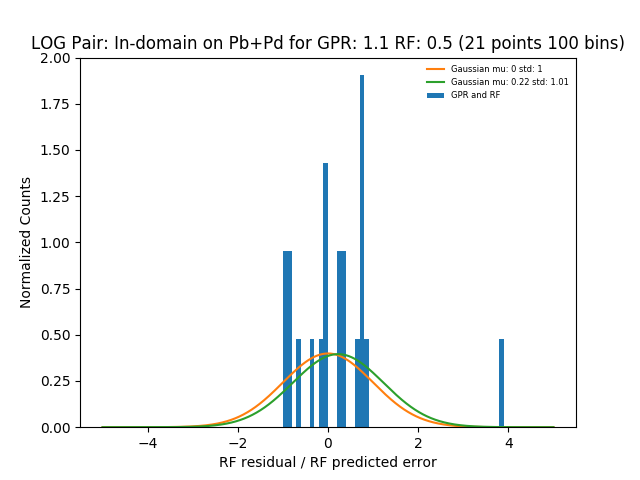 LOG Pair: In-domain on Pb+Pd for GPR: 1.1 RF: 0.5 (21 points 100 bins)
Gaussian mu: 0 std: 1
Gaussian mu: 0.22 std: 1.01
GPR and RF
Normalized Counts
2.00
1.75
1.50
1.25
1.00
0.75
0.50
0.25
0.00
−4
−2
0
2
4
RF residual / RF predicted error